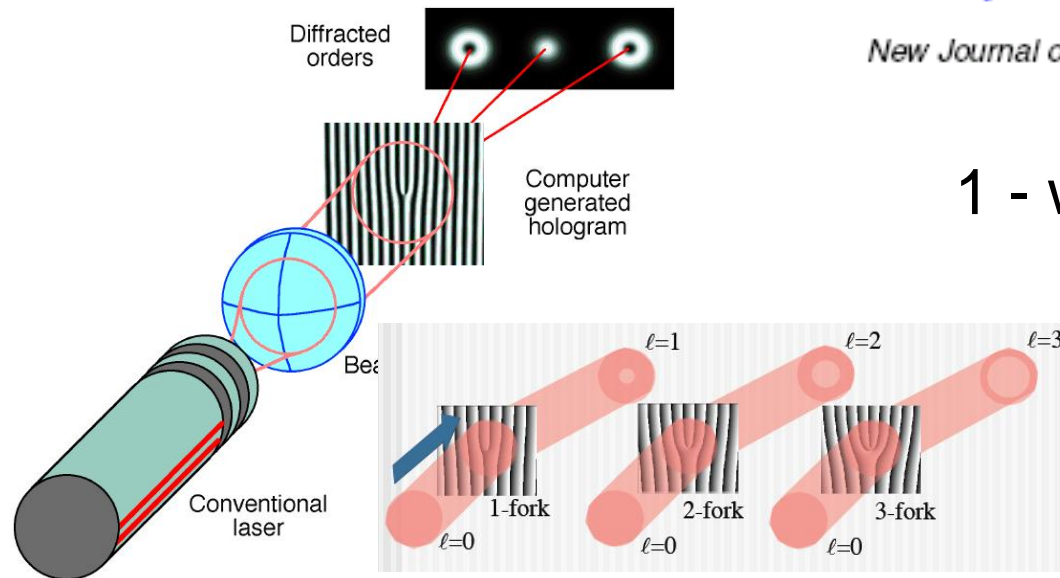 Diffracted
orders
New Journal
Computer
generated
hologram
1 -
Conventional
laser
ℓ=1
ℓ=2
ℓ=3
1-fork
2-fork
3-fork
ℓ=0
ℓ=0
ℓ=0